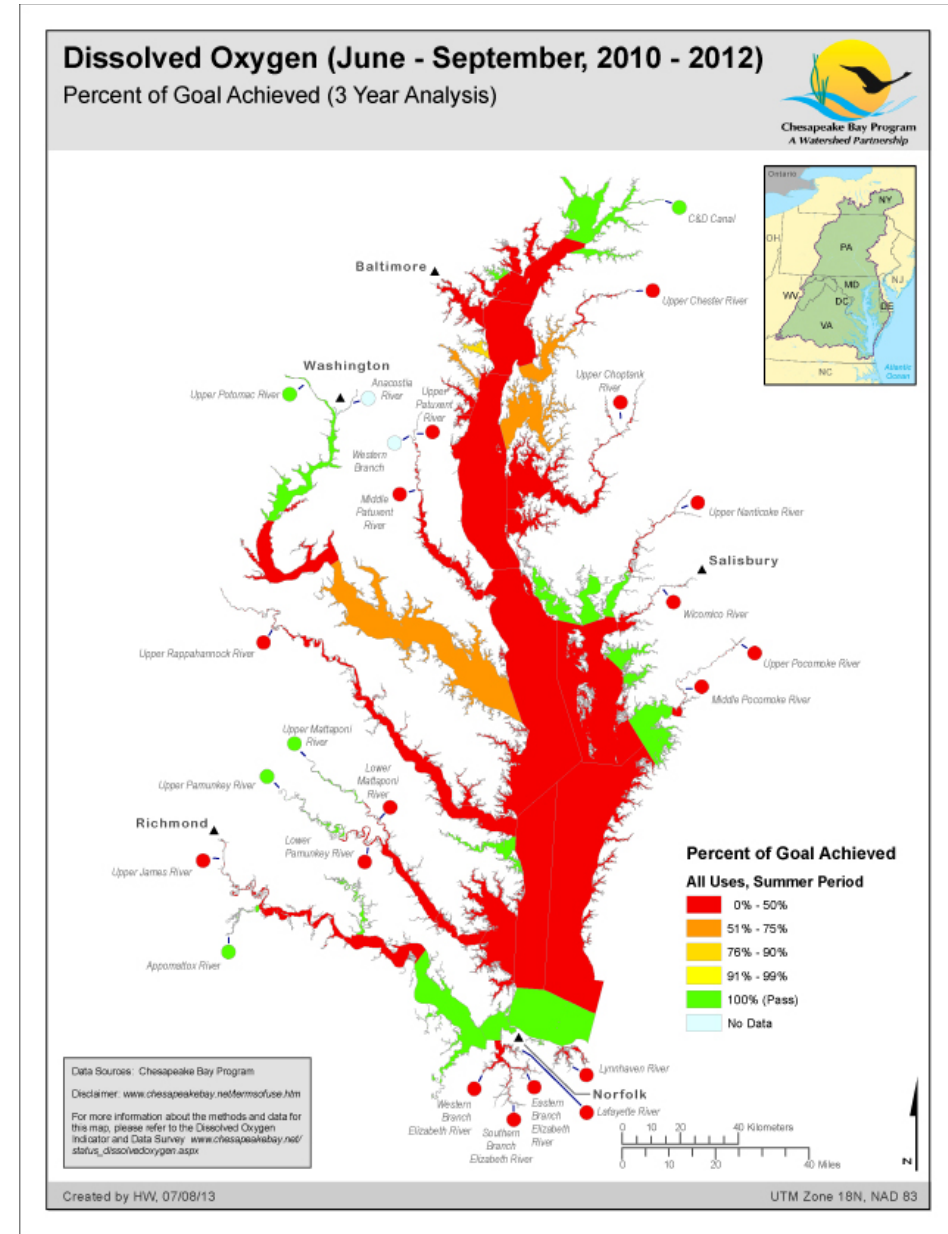 Dissolved Oxygen (June - September, 2010 - 2012)
Percent of Goal Achieved (3 Year Analysis)
Chesapeake Bay Program
A Watershed Partnership
Ontario
NY
OH
PA
NJ
MD
WV
DC
DE
VA
NC
Atlantic
Ocean
C&D Canal
Baltimore
Upper Chester River
Washington
Upper Potomac River
Anacostia
River
Upper
Patuxent
River
Upper Choptank
River
Western
Branch
Middle
Patuxent
River
Upper Nanticoke River
Salisbury
Wicomico River
Upper Rappahannock River
Upper Pocomoke River
Middle Pocomoke River
Upper Mattaponi
River
Upper Pamunkey River
Lower
Mattaponi
River
Richmond
Lower
Pamunkey River
Upper James River
Appomattox River
Percent of Goal Achieved
All Uses, Summer Period
0% - 50%
51% - 75%
76% - 90%
91% - 99%
100% (Pass)
No Data
Lynnhaven River
Norfolk
Lafayette River
Western
Branch
Elizabeth River
Southern
Branch
Elizabeth River
Eastern
Branch
Elizabeth
River
0 10 20 40 Kilometers
0 10 20 40 Miles
N
Data Sources: Chesapeake Bay Program
Disclaimer: www.chesapeakebay.net/termsofuse.htm
For more information about the methods and data for
this map, please refer to the Dissolved Oxygen
Indicator and Data Survey www.chesapeakebay.net/
status_dissolvedoxygen.aspx
Created by HW, 07/08/13
UTM Zone 18N, NAD 83